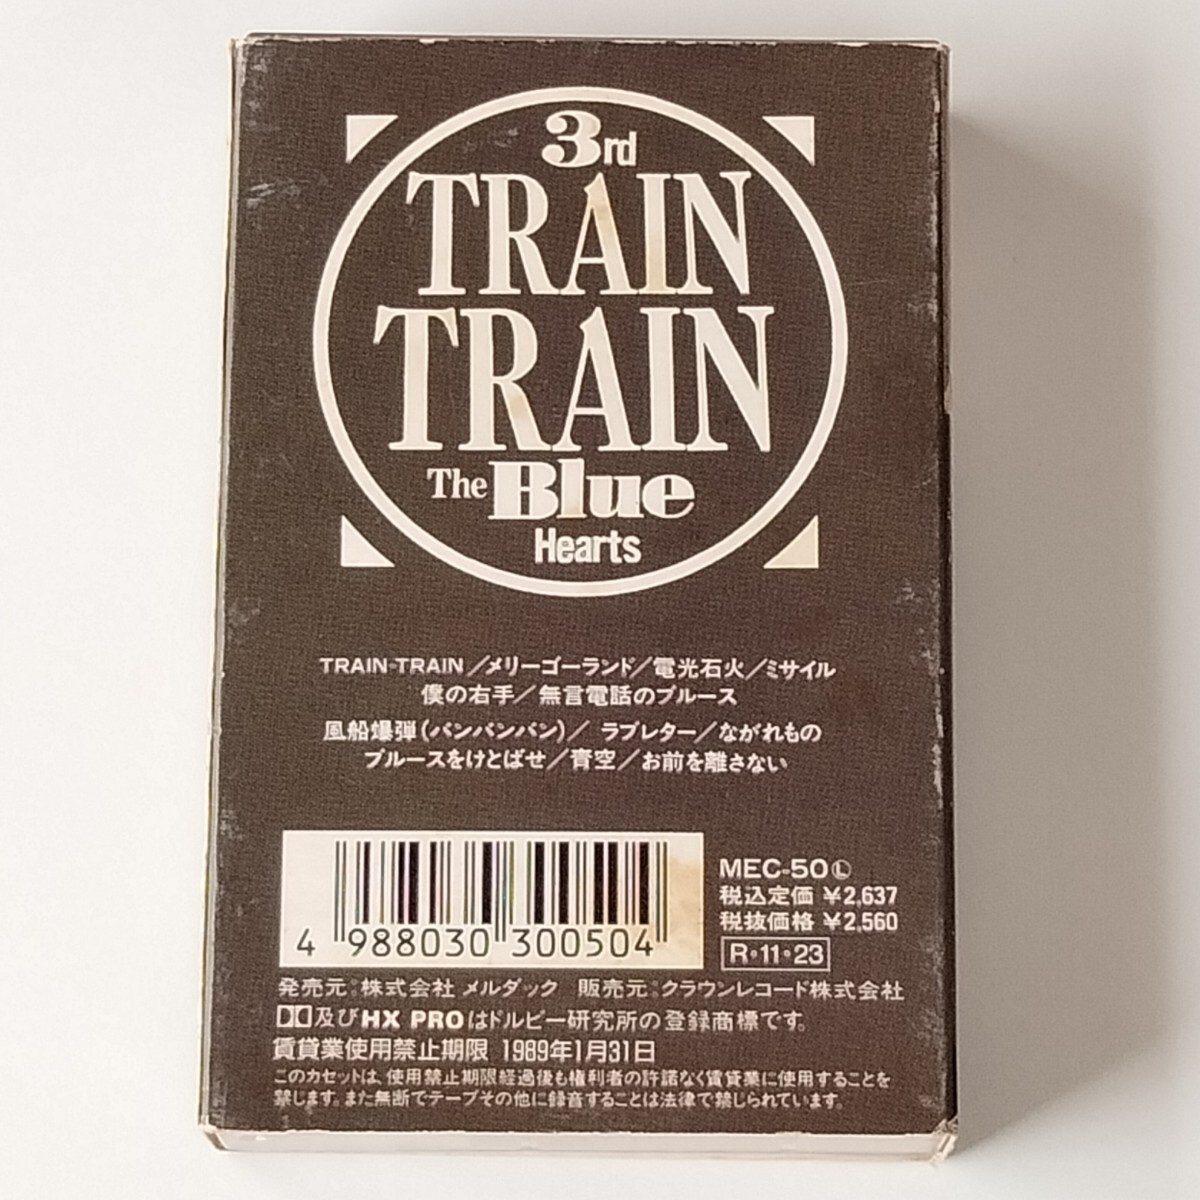 3rd
TRAIN
TRAIN
The Blue
Hearts
TRAIN-TRAIN／メリーゴーランド／電光石火／ミサイル
僕の右手／無言電話のブルース
風船爆弾(バンバンバン)／ ラブレター／ながれもの
ブルースをけとばせ／青空／お前を離さない
MEC-50Ⓛ
税込定価 ¥2,637
税抜価格 ¥2,560
R・11・23
4 988030 300504
発売元:株式会社 メルダック 販売元:クラウンレコード株式会社
及びHX PROはドルビー研究所の登録商標です。
賃貸業使用禁止期限 1989年1月31日
このカセットは、使用禁止期限経過後も権利者の許諾なく賃貸業に使用することを
禁じます。また無断でテープその他に録音することは法律で禁じられています。